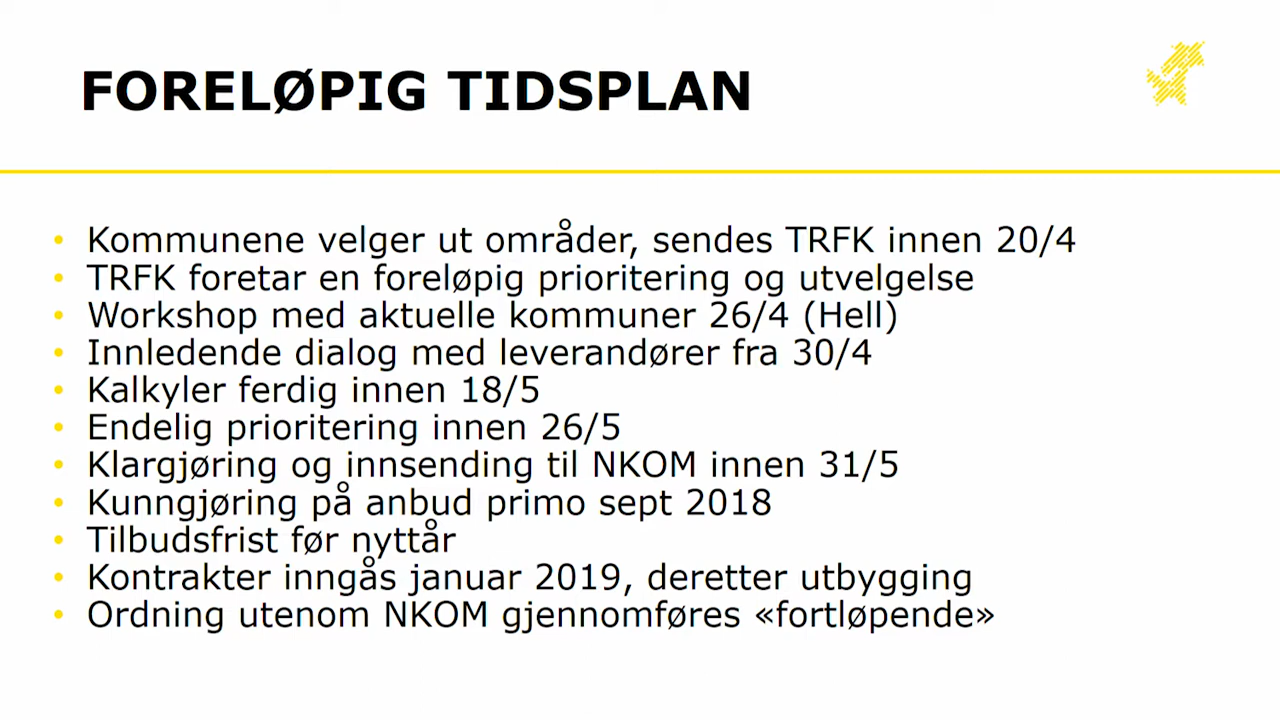 FORELØPIG TIDSPLAN
• Kommunene velger ut områder, sendes TRFK innen 20/4
• TRFK foretar en foreløpig prioritering og utvelgelse
• Workshop med aktuelle kommuner 26/4 (Hell)
• Innledende dialog med leverandører fra 30/4
• Kalkyler ferdig innen 18/5
• Endelig prioritering innen 26/5
• Klargjøring og innsending til NKOM innen 31/5
• Kunngjøring på anbud primo sept 2018
• Tilbudsfrist før nyttår
• Kontrakter inngås januar 2019, deretter utbygging
• Ordning utenom NKOM gjennomføres «fortløpende»